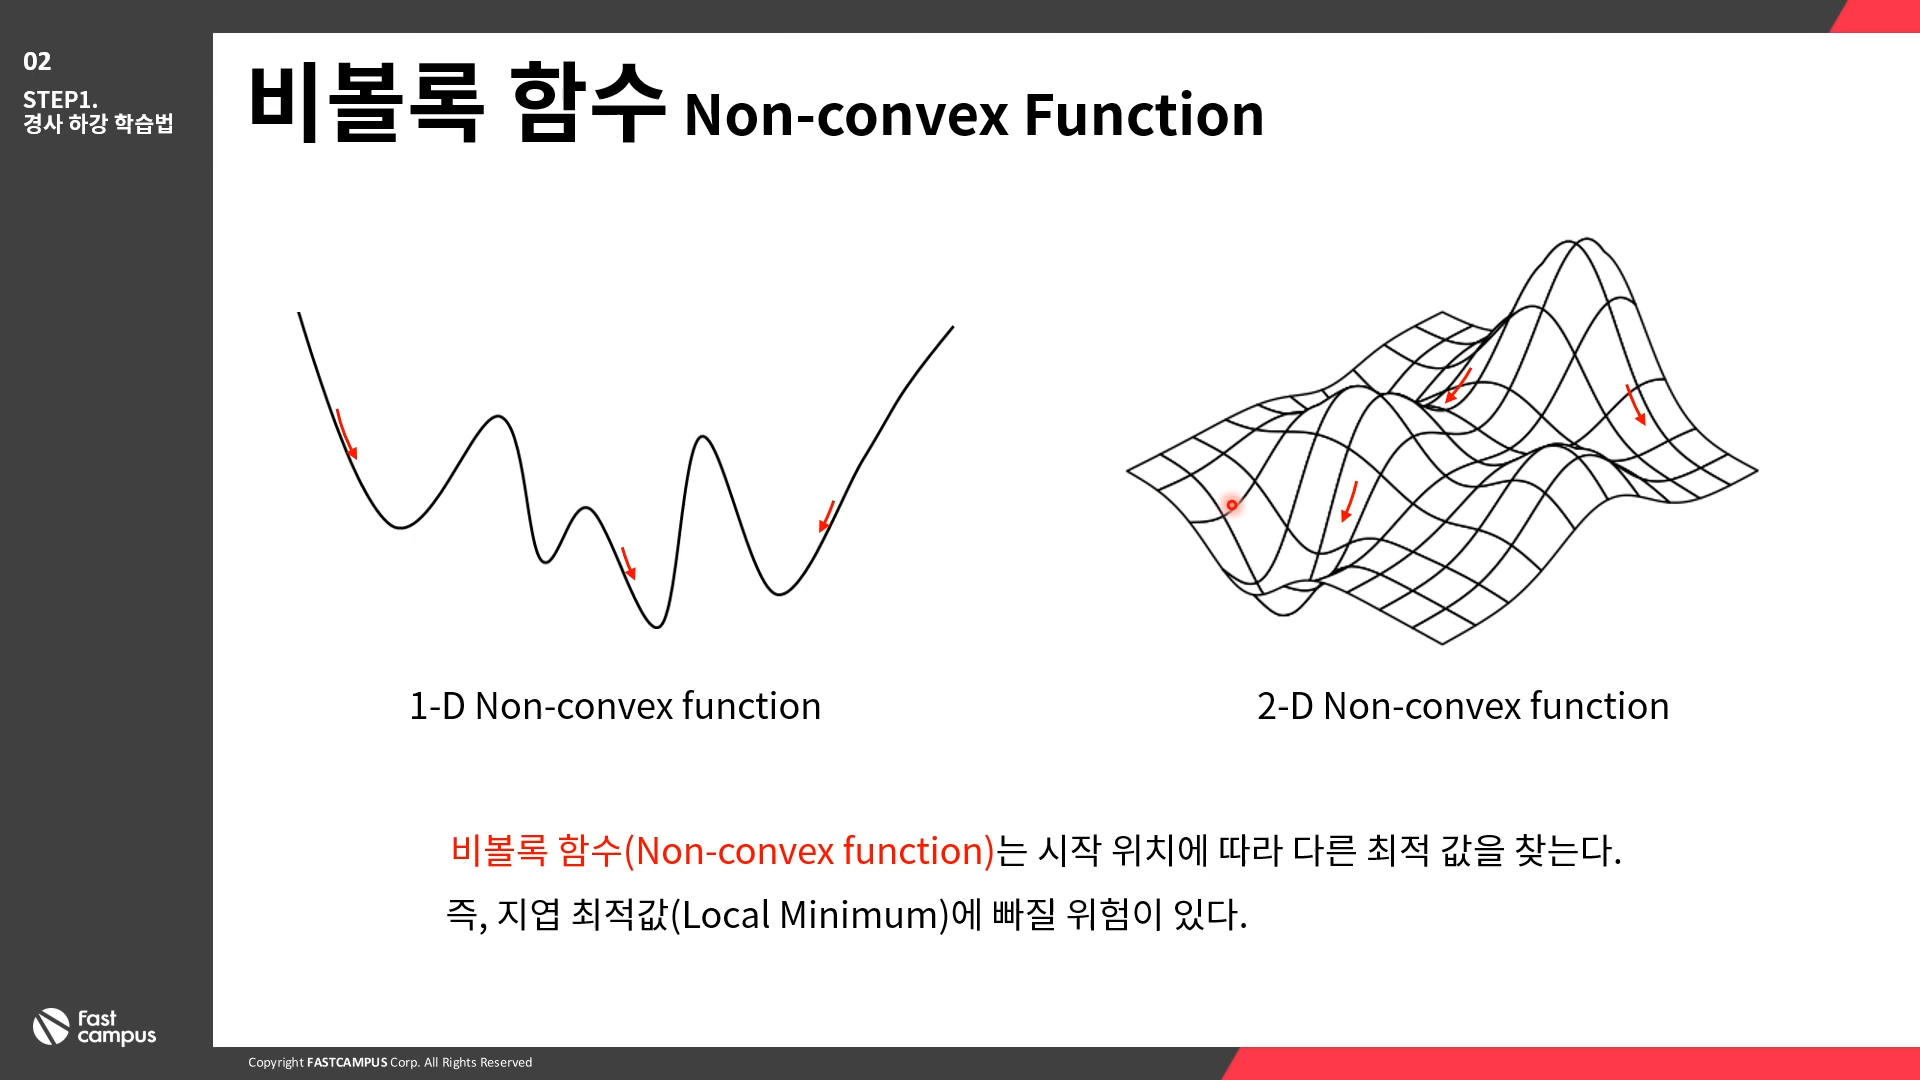 02
STEP1.
경사 하강 학습법
비볼록 함수 Non-convex Function
1-D Non-convex function
2-D Non-convex function
비볼록 함수(Non-convex function)는 시작 위치에 따라 다른 최적 값을 찾는다.
즉, 지엽 최적값(Local Minimum)에 빠질 위험이 있다.
Fast
campus
Copyright FASTCAMPUS Corp. All Rights Reserved